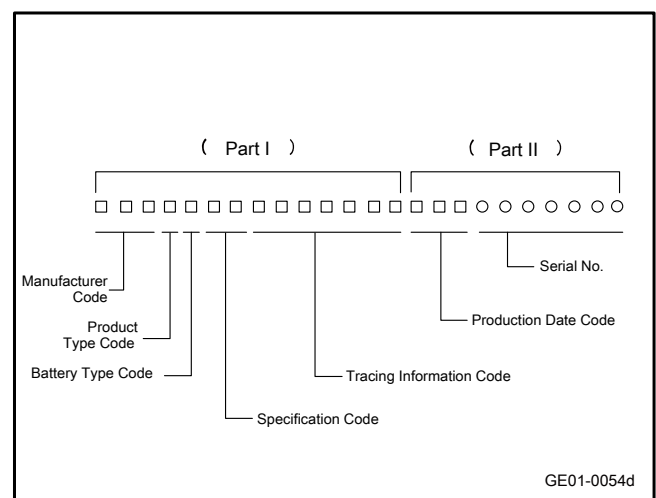 ( Part I )
( Part II )
Serial No.
Manufacturer
Code
Production Date Code
Product
Type Code
Battery Type Code
Tracing Information Code
Specification Code
GE01-0054d